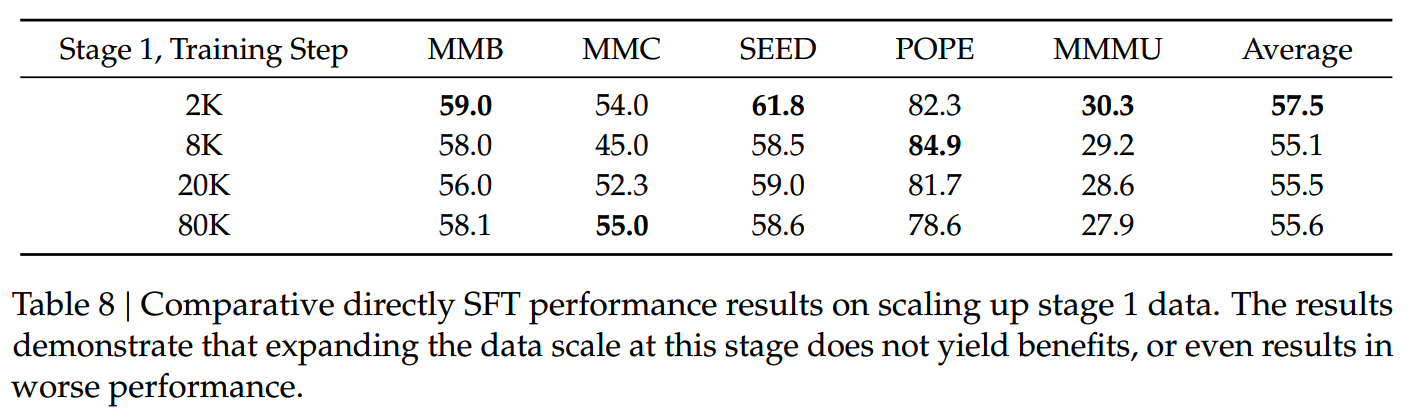 Stage 1, Training Step MMB MMC SEED POPE MMMU Average
2K 59.0 54.0 61.8 82.3 30.3 57.5
8K 58.0 45.0 58.5 84.9 29.2 55.1
20K 56.0 52.3 59.0 81.7 28.6 55.5
80K 58.1 55.0 58.6 78.6 27.9 55.6
Table 8 | Comparative directly SFT performance results on scaling up stage 1 data. The results
demonstrate that expanding the data scale at this stage does not yield benefits, or even results in
worse performance.